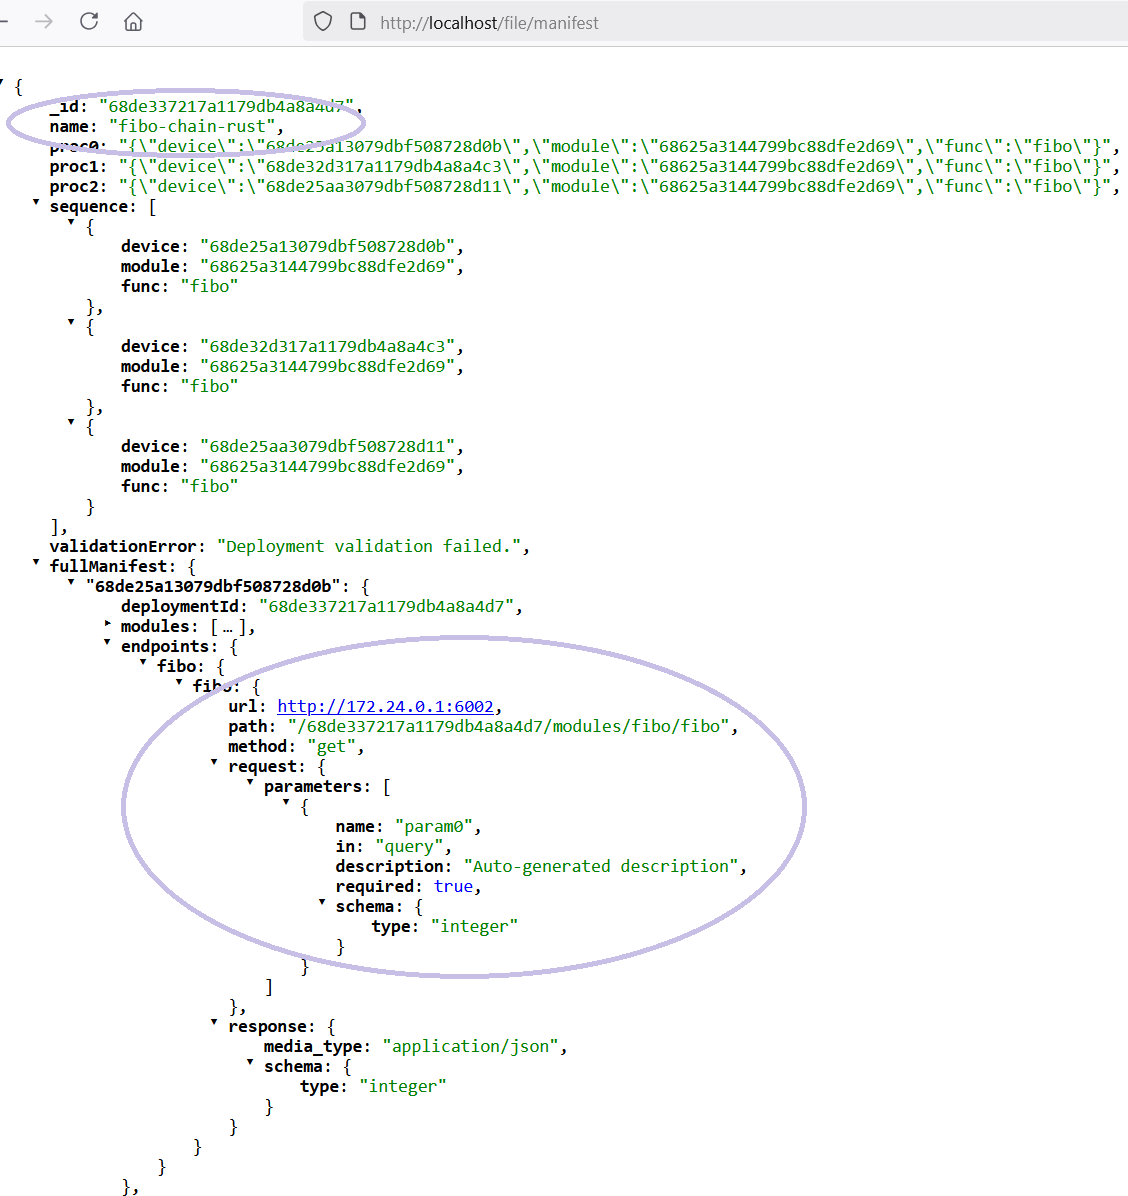 http://localhost/file/manifest
{
_id: "68de337217a1179db4a8a4d7",
name: "fibo-chain-rust",
proc0: "{\"device\":\"68de25a13079dbf508728d0b\",\"module\":\"68625a3144799bc88dfe2d69\",\"func\":\"fibo\"}",
proc1: "{\"device\":\"68de32d317a1179db4a8a4c3\",\"module\":\"68625a3144799bc88dfe2d69\",\"func\":\"fibo\"}",
proc2: "{\"device\":\"68de25aa3079dbf508728d11\",\"module\":\"68625a3144799bc88dfe2d69\",\"func\":\"fibo\"}",
sequence: [
{
device: "68de25a13079dbf508728d0b",
module: "68625a3144799bc88dfe2d69",
func: "fibo"
},
{
device: "68de32d317a1179db4a8a4c3",
module: "68625a3144799bc88dfe2d69",
func: "fibo"
},
{
device: "68de25aa3079dbf508728d11",
module: "68625a3144799bc88dfe2d69",
func: "fibo"
}
],
validationError: "Deployment validation failed.",
fullManifest: {
"68de25a13079dbf508728d0b": {
deploymentId: "68de337217a1179db4a8a4d7",
modules: […],
endpoints: {
fibo: {
fibo: {
url: http://172.24.0.1:6002,
path: "/68de337217a1179db4a8a4d7/modules/fibo/fibo",
method: "get",
request: {
parameters: [
{
name: "param0",
in: "query",
description: "Auto-generated description",
required: true,
schema: {
type: "integer"
}
}
]
},
response: {
media_type: "application/json",
schema: {
type: "integer"
}
}
}
}
},